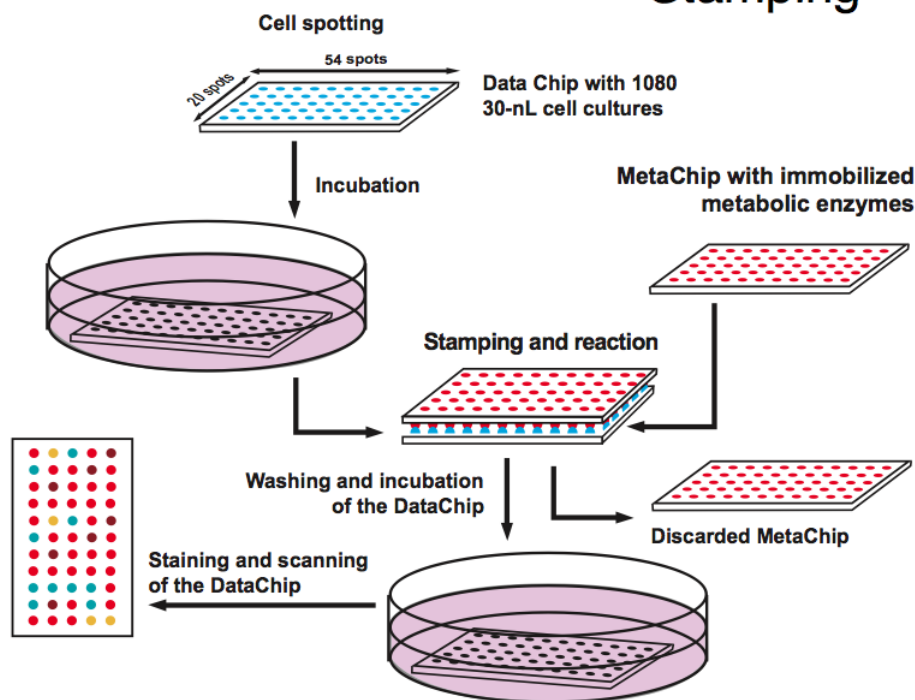 Stamping
Cell spotting
54 spots
20 spots
Data Chip with 1080
30-nL cell cultures
Incubation
MetaChip with immobilized
metabolic enzymes
Stamping and reaction
Washing and incubation
of the DataChip
Discarded MetaChip
Staining and scanning
of the DataChip